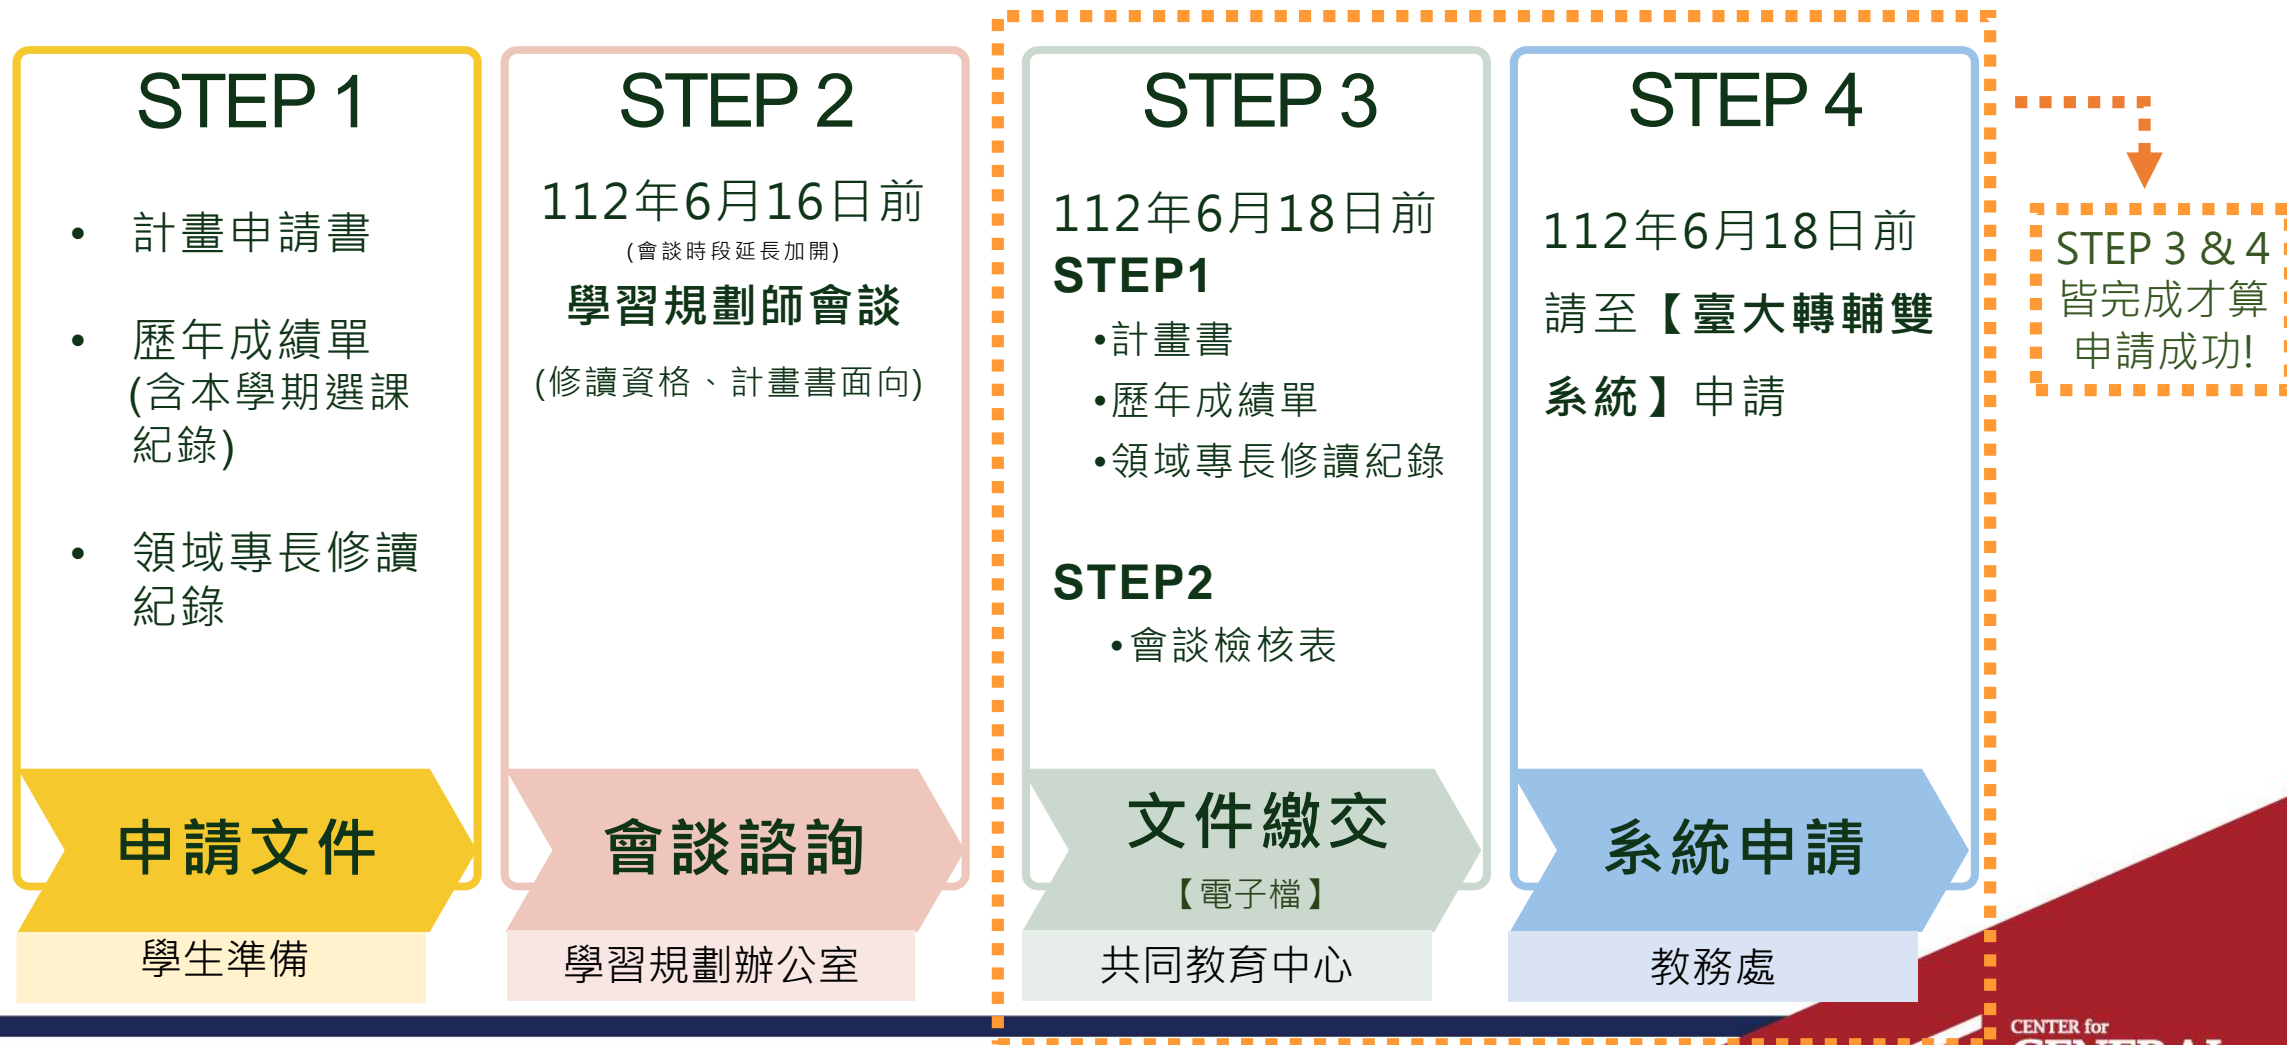 STEP 1
• 計畫申請書
• 歷年成績單
(含本學期選課
紀錄)
• 領域專長修讀
紀錄
申請文件
學生準備
STEP 2
112年6月16日前
(會談時段延長加開)
學習規劃師會談
(修讀資格、計畫書面向)
會談諮詢
學習規劃辦公室
STEP 3
112年6月18日前
STEP1
•計畫書
•歷年成績單
•領域專長修讀紀錄
STEP2
•會談檢核表
文件繳交
【電子檔】
共同教育中心
STEP 4
112年6月18日前
請至【臺大轉輔雙
系統】申請
系統申請
教務處
STEP 3 & 4
皆完成才算
申請成功!
CENTER for
GENERAL